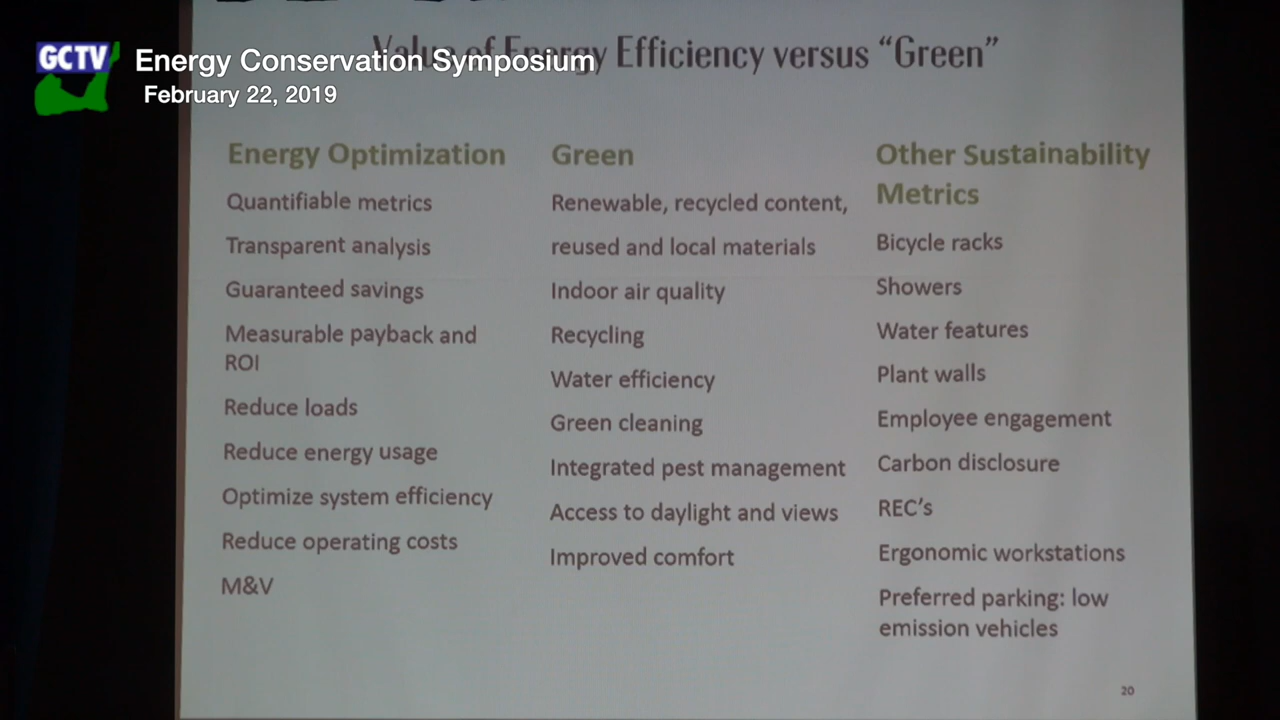 GCTV
Energy Conservation Symposium
February 22, 2019
Value of Energy Efficiency versus “Green”
Energy Optimization
Quantifiable metrics
Transparent analysis
Guaranteed savings
Measurable payback and
ROI
Reduce loads
Reduce energy usage
Optimize system efficiency
Reduce operating costs
M&V
Green
Renewable, recycled content,
reused and local materials
Indoor air quality
Recycling
Water efficiency
Green cleaning
Integrated pest management
Access to daylight and views
Improved comfort
Other Sustainability
Metrics
Bicycle racks
Showers
Water features
Plant walls
Employee engagement
Carbon disclosure
REC’s
Ergonomic workstations
Preferred parking: low
emission vehicles
20